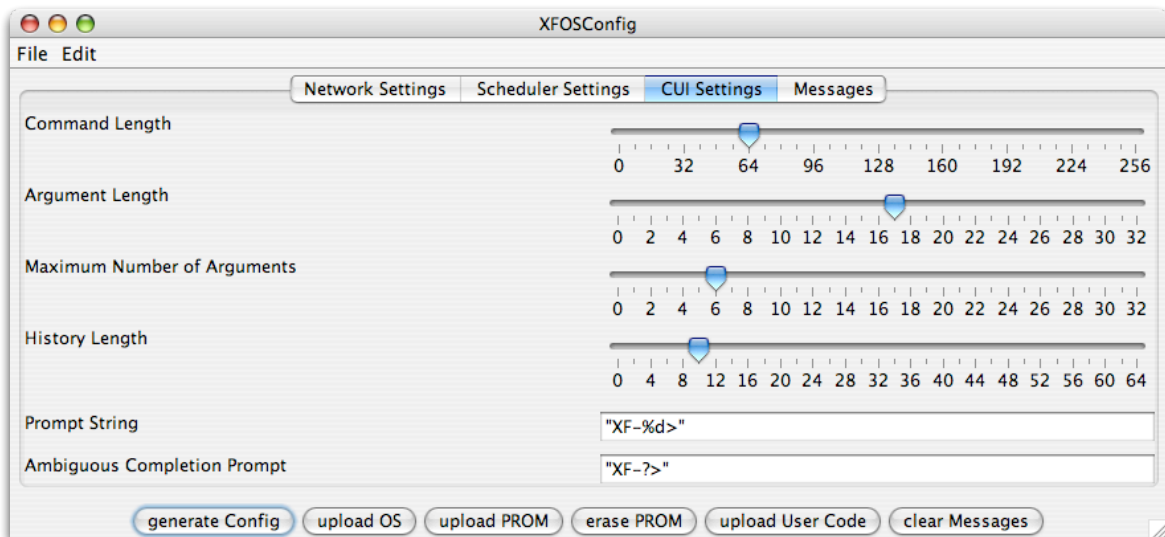 XFOSConfig
File Edit
Network Settings Scheduler Settings CUI Settings Messages
Command Length
0 32 64 96 128 160 192 224 256
Argument Length
0 2 4 6 8 10 12 14 16 18 20 22 24 26 28 30 32
Maximum Number of Arguments
0 2 4 6 8 10 12 14 16 18 20 22 24 26 28 30 32
History Length
0 4 8 12 16 20 24 28 32 36 40 44 48 52 56 60 64
Prompt String "XF-%d>"
Ambiguous Completion Prompt "XF-?>"
generate Config upload OS upload PROM erase PROM upload User Code clear Messages